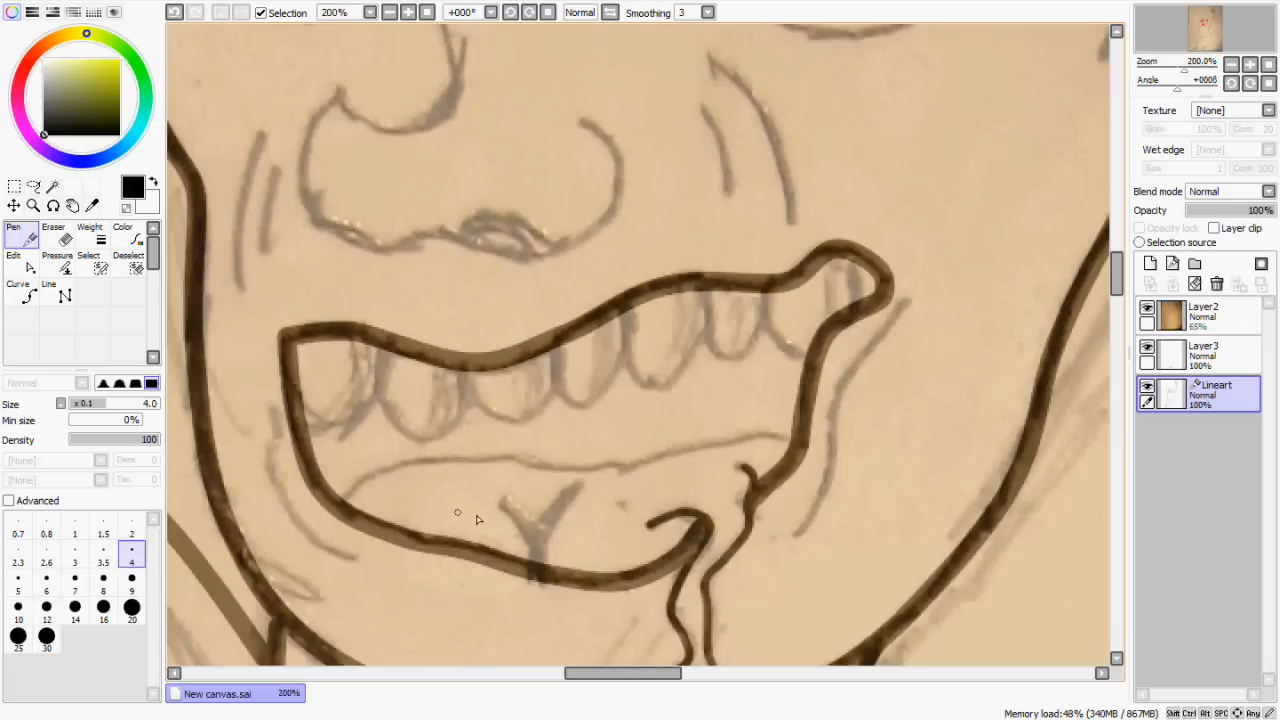 Selection 200% +000° Normal Smoothing 3
Zoom 200.0%
Angle +0008
Texture [None]
Grain 100% Contr 20
Wet edge [None]
Size 1 Contr 100
Blend mode Normal
Opacity 100%
Opacity lock Layer clip
Selection source
Layer2
Normal
65%
Layer3
Normal
100%
Lineart
Normal
100%
Pen Eraser Weight Color
Edit Pressure Select Deselect
Curve Line
Normal
Size x 0.1 4.0
Min size 0%
Density 100
[None] Dens 0
[None] Tex. 0
Advanced
0.7 0.8 1 1.5 2
2.3 2.6 3 3.5 4
5 6 7 8 9
10 12 14 16 20
25 30
New canvas.sai 200%
Memory load:48% (340MB / 867MB) Shift Ctrl Alt SPC Any